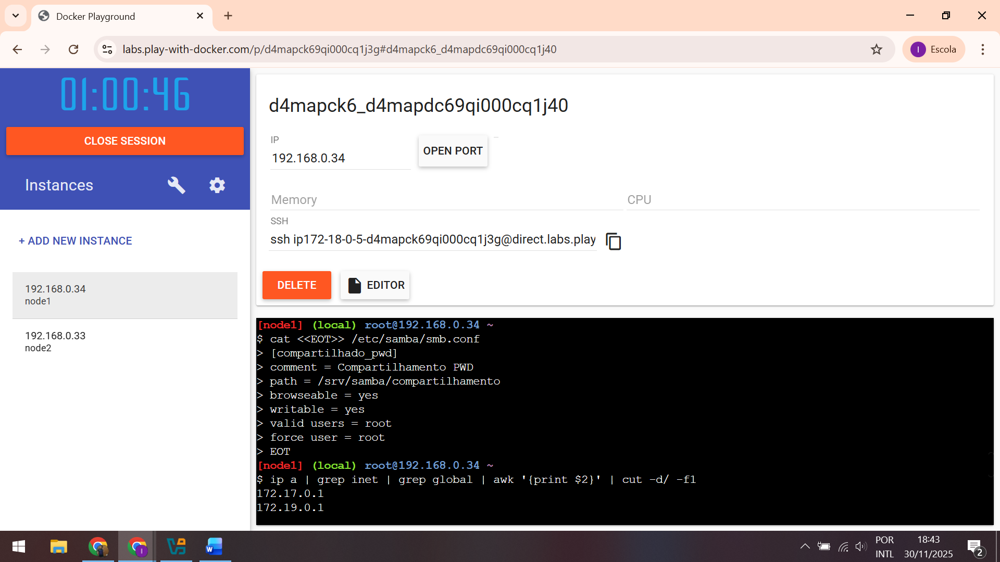 Docker Playground
labs.play-with-docker.com/p/d4mapck69qi000cq1j3g#d4mapck6_d4mapdc69qi000cq1j40
I
Escola
01:00:46
CLOSE SESSION
Instances
+ ADD NEW INSTANCE
192.168.0.34
node1
192.168.0.33
node2
d4mapck6_d4mapdc69qi000cq1j40
IP
192.168.0.34
OPEN PORT
Memory
CPU
SSH
ssh ip172-18-0-5-d4mapck69qi000cq1j3g@direct.labs.play
DELETE
EDITOR
[node1] (local) root@192.168.0.34 ~
$ cat <<EOT>> /etc/samba/smb.conf
> [compartilhado_pwd]
> comment = Compartilhamento PWD
> path = /srv/samba/compartilhamento
> browseable = yes
> writable = yes
> valid users = root
> force user = root
> EOT
[node1] (local) root@192.168.0.34 ~
$ ip a | grep inet | grep global | awk '{print $2}' | cut -d/ -f1
172.17.0.1
172.19.0.1
POR
INTL
18:43
30/11/2025
2